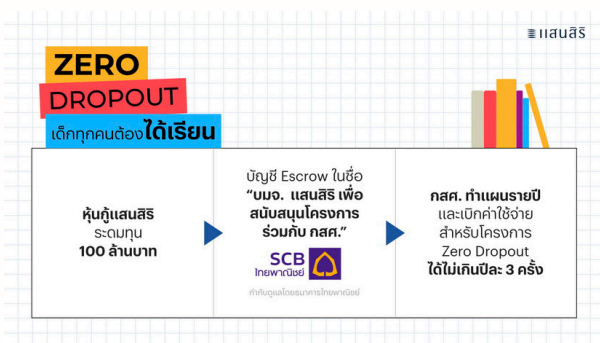 แสนสิริ
ZERO
DROPOUT
เด็กทุกคนต้องได้เรียน
หุ้นกู้แสนสิริ
ระดมทุน
100 ล้านบาท
บัญชี Escrow ในชื่อ
“บมจ. แสนสิริ เพื่อ
สนับสนุนโครงการ
ร่วมกับ กสศ.”
SCB
ไทยพาณิชย์
กำกับดูแลโดยธนาคารไทยพาณิชย์
กสศ. ทำแผนรายปี
และเบิกค่าใช้จ่าย
สำหรับโครงการ
Zero Dropout
ได้ไม่เกินปีละ 3 ครั้ง